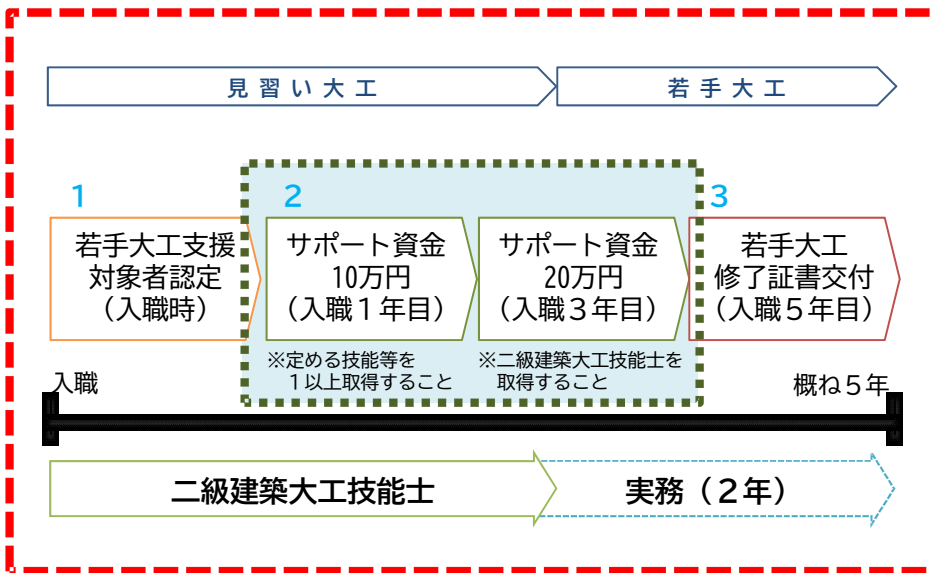 見習い大工
若手大工
1
若手大工支援
対象者認定
（入職時）
2
サポート資金
10万円
（入職１年目）
※定める技能等を
１以上取得すること
サポート資金
20万円
（入職３年目）
※二級建築大工技能士を
取得すること
3
若手大工
修了証書交付
（入職５年目）
入職
概ね５年
二級建築大工技能士
実務（２年）